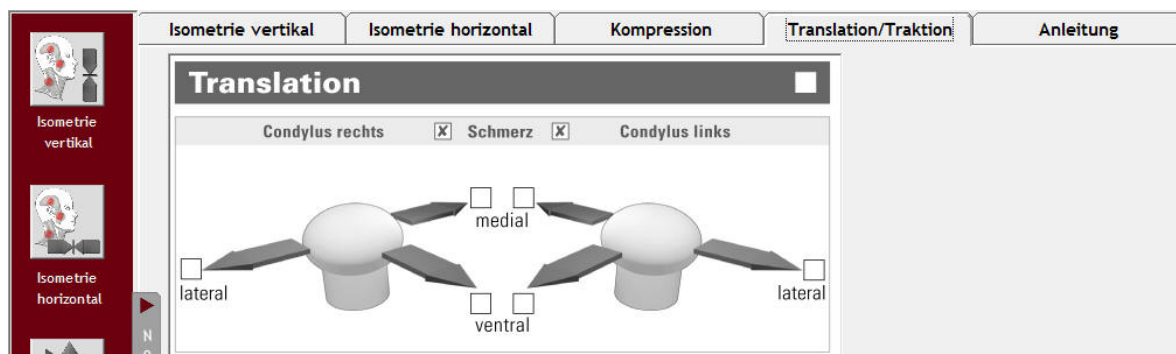 Isometrie vertikal Isometrie horizontal Kompression Translation/Traktion Anleitung
Isometrie
vertikal
Isometrie
horizontal
N
Translation
Condylus rechts Schmerz Condylus links
medial
lateral lateral
ventral